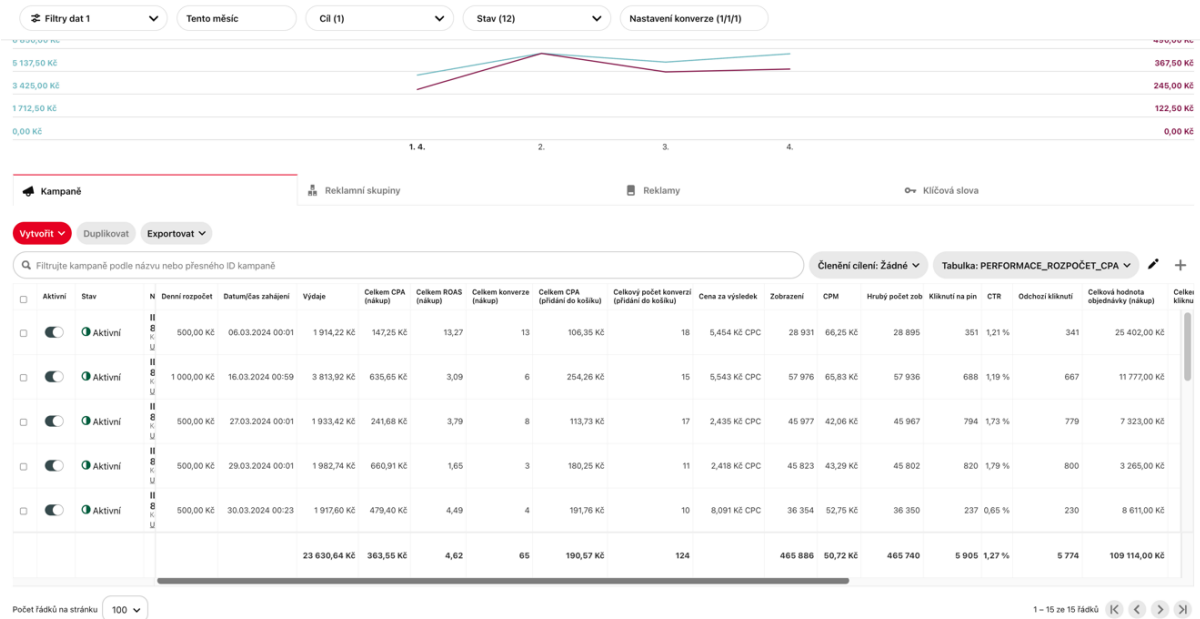 Filtry dat 1 Tento měsíc Cíl (1) Stav (12) Nastavení konverze (1/1/1)
5 137,50 Kč 367,50 Kč
3 425,00 Kč 245,00 Kč
1 712,50 Kč 122,50 Kč
0,00 Kč 0,00 Kč
1. 4. 2. 3. 4.
Kampaně Reklamní skupiny Reklamy Klíčová slova
Vytvořit Duplikovat Exportovat
Filtrujte kampaně podle názvu nebo přesného ID kampaně Členění cílení: Žádné Tabulka: PERFORMACE_ROZPOČET_CPA
Aktivní Stav N Denní rozpočet Datum/čas zahájení Výdaje Celkem CPA (nákup) Celkem ROAS (nákup) Celkem konverze (nákup) Celkem CPA (přidání do košíku) Celkový počet konverzí (přidání do košíku) Cena za výsledek Zobrazení CPM Hrubý počet zob Kliknutí na pin CTR Odchozí kliknutí Celková hodnota objednávky (nákup) Celke kliknu
Aktivní 500,00 Kč 06.03.2024 00:01 1 914,22 Kč 147,25 Kč 13,27 13 106,35 Kč 18 5,454 Kč CPC 28 931 66,25 Kč 28 895 351 1,21 % 341 25 402,00 Kč
Aktivní 1 000,00 Kč 16.03.2024 00:59 3 813,92 Kč 635,65 Kč 3,09 6 254,26 Kč 15 5,543 Kč CPC 57 976 65,83 Kč 57 936 688 1,19 % 667 11 777,00 Kč
Aktivní 500,00 Kč 27.03.2024 00:01 1 933,42 Kč 241,68 Kč 3,79 8 113,73 Kč 17 2,435 Kč CPC 45 977 42,06 Kč 45 967 794 1,73 % 779 7 323,00 Kč
Aktivní 500,00 Kč 29.03.2024 00:01 1 982,74 Kč 660,91 Kč 1,65 3 180,25 Kč 11 2,418 Kč CPC 45 823 43,29 Kč 45 802 820 1,79 % 800 3 265,00 Kč
Aktivní 500,00 Kč 30.03.2024 00:23 1 917,60 Kč 479,40 Kč 4,49 4 191,76 Kč 10 8,091 Kč CPC 36 354 52,75 Kč 36 350 237 0,65 % 230 8 611,00 Kč
23 630,64 Kč 363,55 Kč 4,62 65 190,57 Kč 124 465 886 50,72 Kč 465 740 5 905 1,27 % 5 774 109 114,00 Kč
Počet řádků na stránku 100 1 – 15 ze 15 řádků